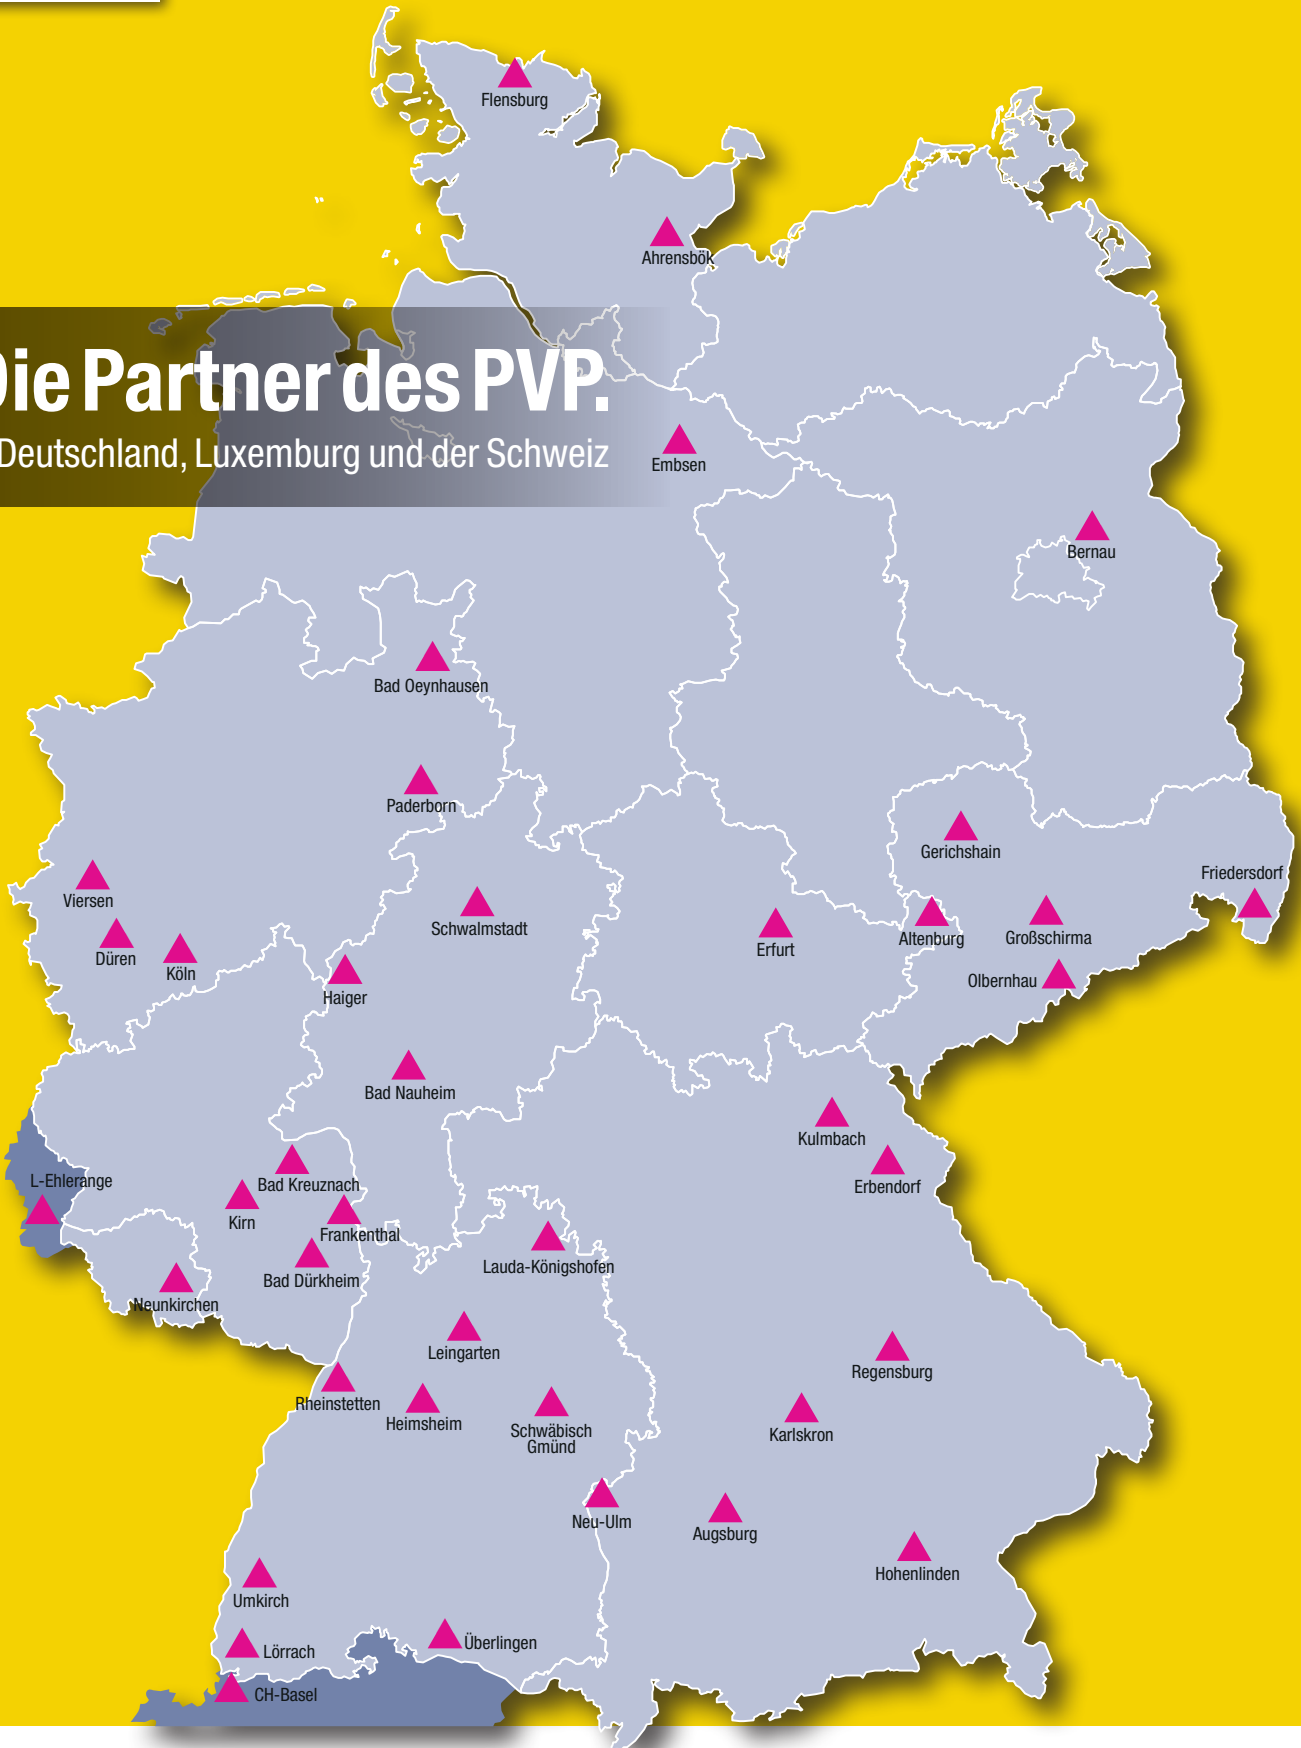 Flensburg
Ahrensbök
Die Partner des PVP.
Deutschland, Luxemburg und der Schweiz
Embsen
Bernau
Bad Oeynhausen
Paderborn
Gerichshain
Friedersdorf
Viersen
Schwalmstadt
Altenburg
Großschirma
Erfurt
Düren
Köln
Olbernhau
Haiger
Bad Nauheim
Kulmbach
L-Ehlerange
Bad Kreuznach
Erbendorf
Kirn
Frankenthal
Lauda-Königshofen
Bad Dürkheim
Neunkirchen
Leingarten
Regensburg
Rheinstetten
Heimsheim
Schwäbisch
Gmünd
Karlskron
Neu-Ulm
Augsburg
Hohenlinden
Umkirch
Überlingen
Lörrach
CH-Basel